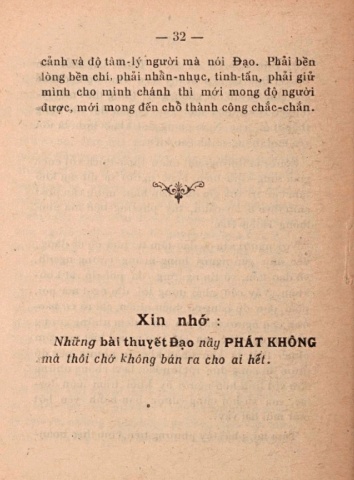 — 32 —
cảnh và độ tâm-lý người mà nói Đạo. Phải bền
lòng bền chí, phải nhẫn-nhục, tinh-tấn, phải giữ
mình cho mình chánh thì mới mong độ người
được, mới mong đến chỗ thành công chắc-chắn.
Xin nhớ :
Những bài thuyết Đạo nầy PHÁT KHÔNG
mà thôi chớ không bán ra cho ai hết.